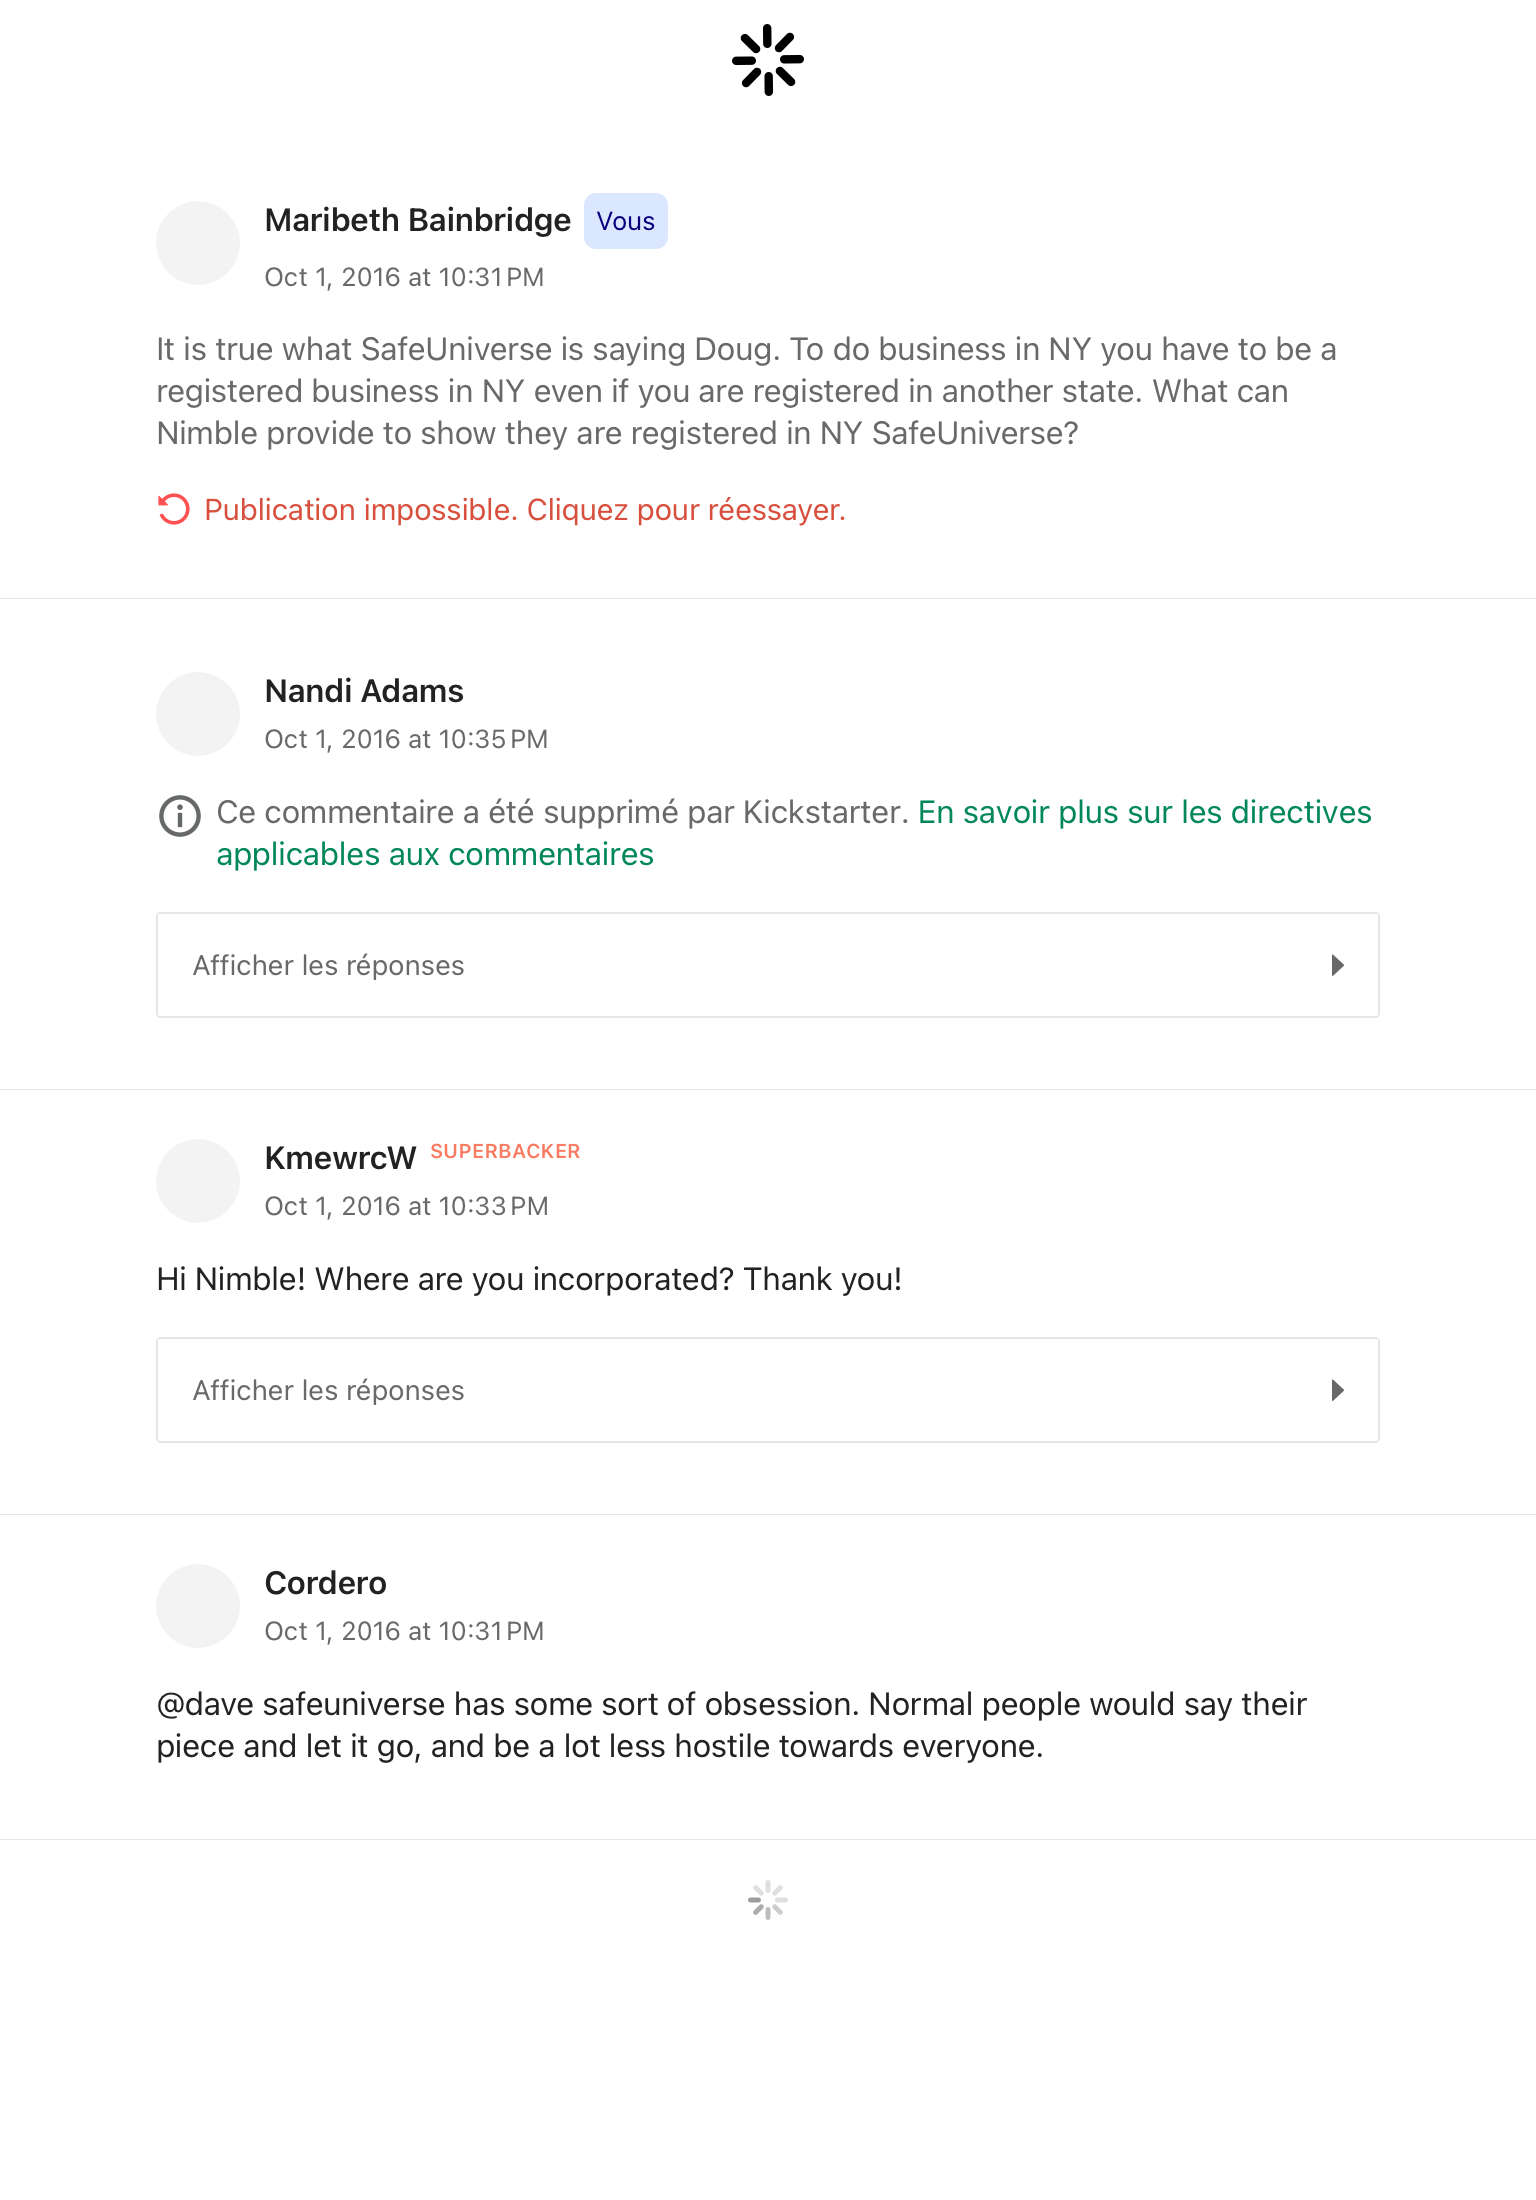 Maribeth Bainbridge Vous
Oct 1, 2016 at 10:31 PM
It is true what SafeUniverse is saying Doug. To do business in NY you have to be a
registered business in NY even if you are registered in another state. What can
Nimble provide to show they are registered in NY SafeUniverse?
Publication impossible. Cliquez pour réessayer.
Nandi Adams
Oct 1, 2016 at 10:35 PM
Ce commentaire a été supprimé par Kickstarter. En savoir plus sur les directives
applicables aux commentaires
Afficher les réponses
KmewrcW SUPERBACKER
Oct 1, 2016 at 10:33 PM
Hi Nimble! Where are you incorporated? Thank you!
Afficher les réponses
Cordero
Oct 1, 2016 at 10:31 PM
@dave safeuniverse has some sort of obsession. Normal people would say their
piece and let it go, and be a lot less hostile towards everyone.